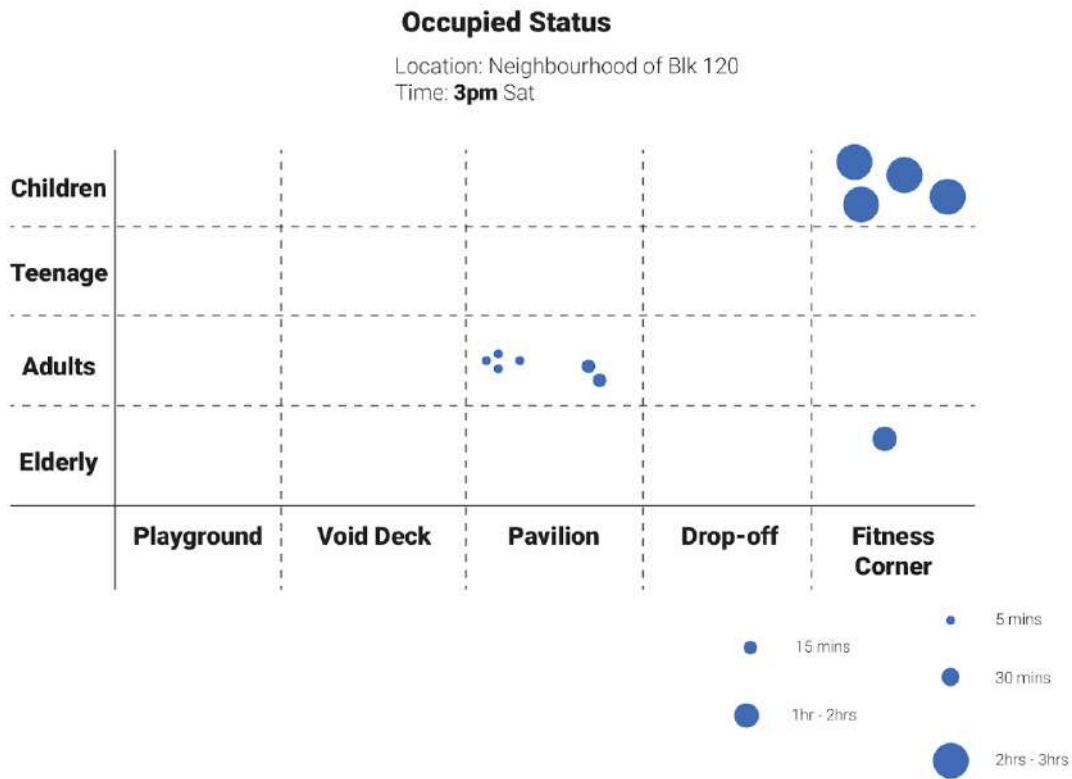 Occupied Status
Location: Neighbourhood of Blk 120
Time: 3pm Sat
Children
Teenage
Adults
Elderly
Playground
Void Deck
Pavilion
Drop-off
Fitness
Corner
5 mins
15 mins
30 mins
1hr - 2hrs
2hrs - 3hrs